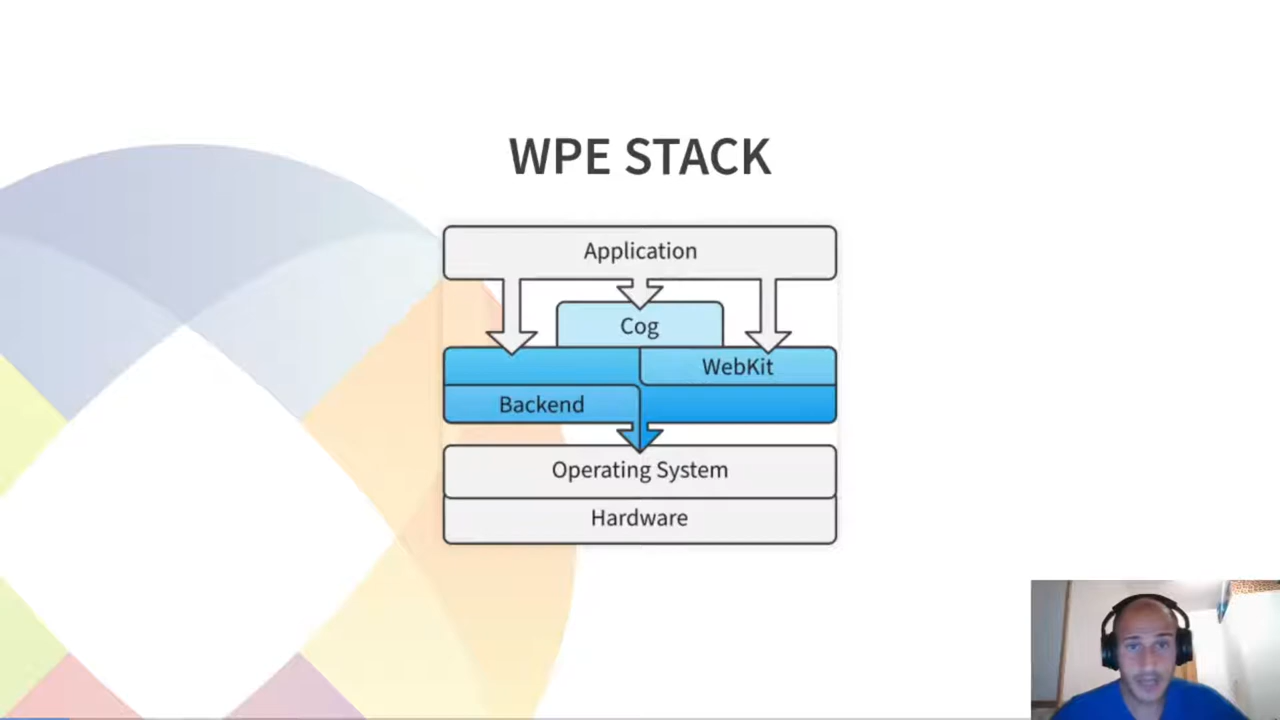 WPE STACK
Application
Cog
WebKit
Backend
Operating System
Hardware